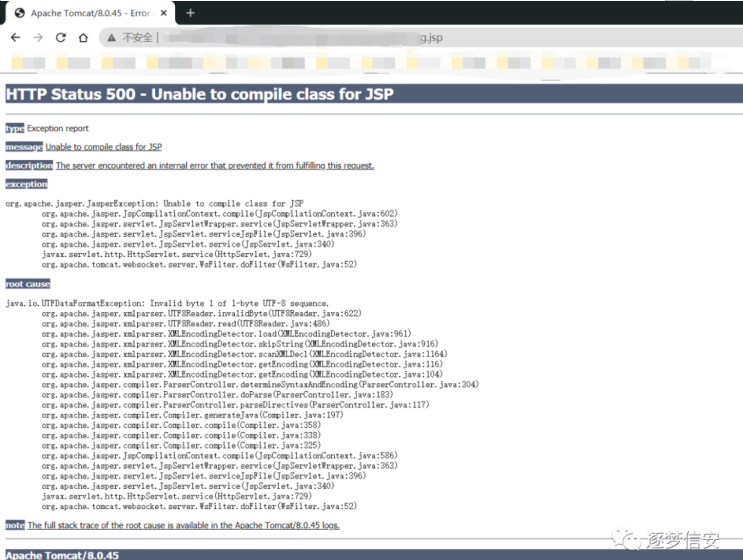 Apache Tomcat/8.0.45 - Error
不安全
g.jsp
HTTP Status 500 - Unable to compile class for JSP
type Exception report
message Unable to compile class for JSP
description The server encountered an internal error that prevented it from fulfilling this request.
exception
org.apache.jasper.JasperException: Unable to compile class for JSP
org.apache.jasper.JspCompilationContext.compile(JspCompilationContext.java:602)
org.apache.jasper.servlet.JspServletWrapper.service(JspServletWrapper.java:363)
org.apache.jasper.servlet.JspServlet.serviceJspFile(JspServlet.java:396)
org.apache.jasper.servlet.JspServlet.service(JspServlet.java:340)
javax.servlet.http.HttpServlet.service(HttpServlet.java:729)
org.apache.tomcat.websocket.server.WsFilter.doFilter(WsFilter.java:52)
root cause
java.io.UTFDataFormatException: Invalid byte 1 of 1-byte UTF-8 sequence.
org.apache.jasper.xmlparser.UTF8Reader.invalidByte(UTF8Reader.java:622)
org.apache.jasper.xmlparser.UTF8Reader.read(UTF8Reader.java:486)
org.apache.jasper.xmlparser.XMLEncodingDetector.load(XMLEncodingDetector.java:961)
org.apache.jasper.xmlparser.XMLEncodingDetector.skipString(XMLEncodingDetector.java:916)
org.apache.jasper.xmlparser.XMLEncodingDetector.scanXMLDecl(XMLEncodingDetector.java:1164)
org.apache.jasper.xmlparser.XMLEncodingDetector.getEncoding(XMLEncodingDetector.java:116)
org.apache.jasper.xmlparser.XMLEncodingDetector.getEncoding(XMLEncodingDetector.java:104)
org.apache.jasper.compiler.ParserController.determineSyntaxAndEncoding(ParserController.java:304)
org.apache.jasper.compiler.ParserController.doParse(ParserController.java:183)
org.apache.jasper.compiler.ParserController.parseDirectives(ParserController.java:117)
org.apache.jasper.compiler.Compiler.generateJava(Compiler.java:197)
org.apache.jasper.compiler.Compiler.compile(Compiler.java:358)
org.apache.jasper.compiler.Compiler.compile(Compiler.java:338)
org.apache.jasper.compiler.Compiler.compile(Compiler.java:325)
org.apache.jasper.JspCompilationContext.compile(JspCompilationContext.java:586)
org.apache.jasper.servlet.JspServletWrapper.service(JspServletWrapper.java:363)
org.apache.jasper.servlet.JspServlet.serviceJspFile(JspServlet.java:396)
org.apache.jasper.servlet.JspServlet.service(JspServlet.java:340)
javax.servlet.http.HttpServlet.service(HttpServlet.java:729)
org.apache.tomcat.websocket.server.WsFilter.doFilter(WsFilter.java:52)
note The full stack trace of the root cause is available in the Apache Tomcat/8.0.45 logs.
Apache Tomcat/8.0.45
逐梦信安